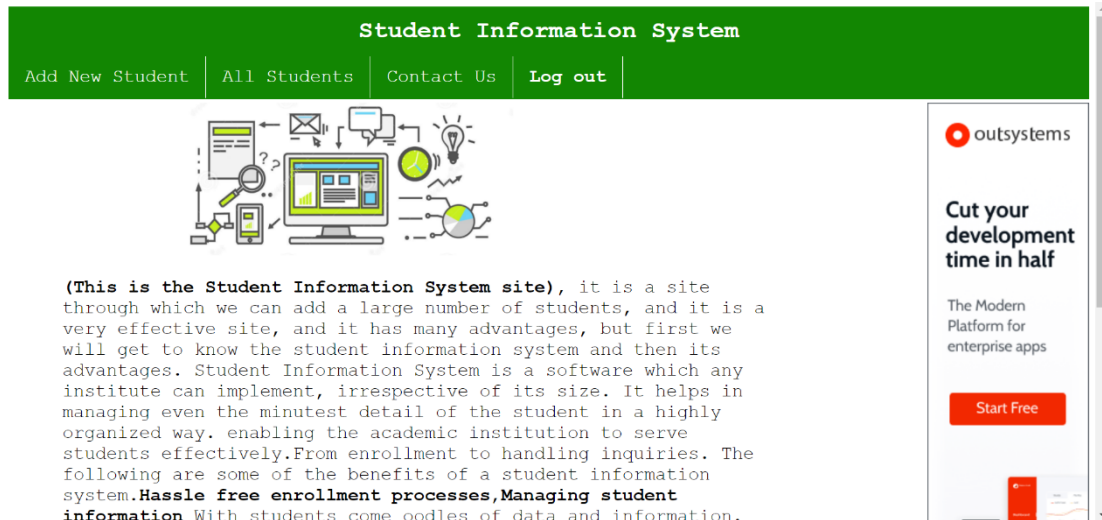 Student Information System
Add New Student
All Students
Contact Us
Log out
(This is the Student Information System site), it is a site
through which we can add a large number of students, and it is a
very effective site, and it has many advantages, but first we
will get to know the student information system and then its
advantages. Student Information System is a software which any
institute can implement, irrespective of its size. It helps in
managing even the minutest detail of the student in a highly
organized way. enabling the academic institution to serve
students effectively.From enrollment to handling inquiries. The
following are some of the benefits of a student information
system.Hassle free enrollment processes,Managing student
information With students come oodles of data and information.
outsystems
Cut your
development
time in half
The Modern
Platform for
enterprise apps
Start Free